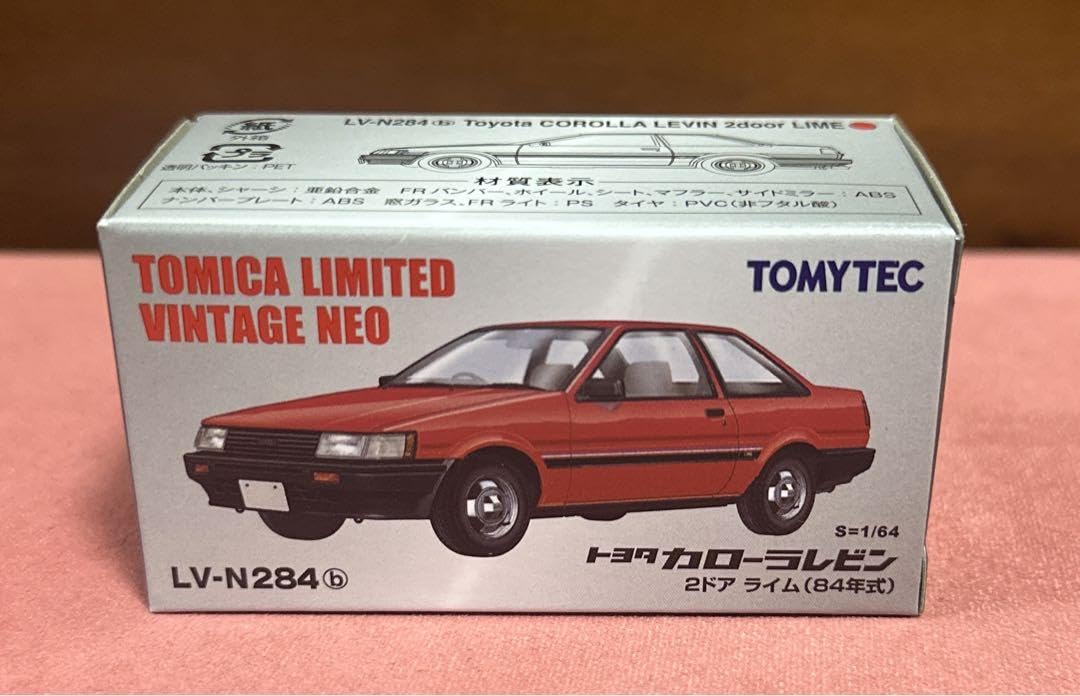 紙
外箱
プラ
透明パッキン：PET
LV-N284ⓑ Toyota COROLLA LEVIN 2door LIME
材質表示
本体、シャーシ：亜鉛合金 FRバンパー、ホイール、シート、マフラー、サイドミラー：ABS
ナンバープレート：ABS 窓ガラス、FRライト：PS タイヤ：PVC(非フタル酸)
TOMICA LIMITED
VINTAGE NEO
TOMYTEC
S=1/64
トヨタ カローラレビン
2ドア ライム(84年式)
LV-N284ⓑ